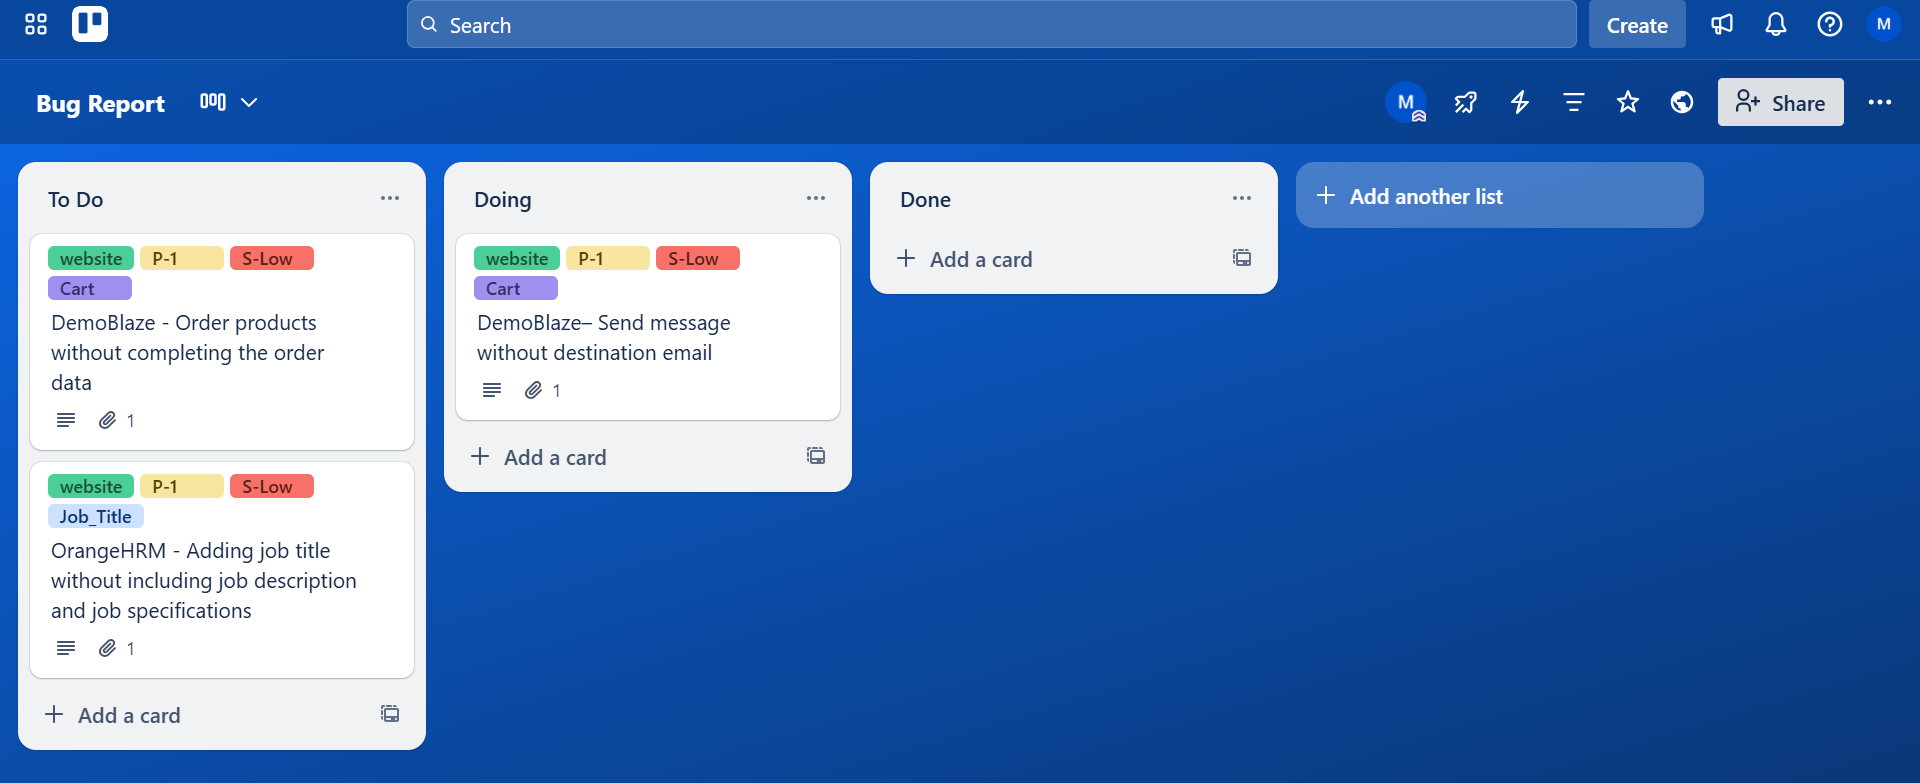 Search
Create
M
Bug Report
M
Share
To Do
website P-1 S-Low
Cart
DemoBlaze - Order products
without completing the order
data
1
website P-1 S-Low
Job_Title
OrangeHRM - Adding job title
without including job description
and job specifications
1
Add a card
Doing
website P-1 S-Low
Cart
DemoBlaze– Send message
without destination email
1
Add a card
Done
Add a card
Add another list